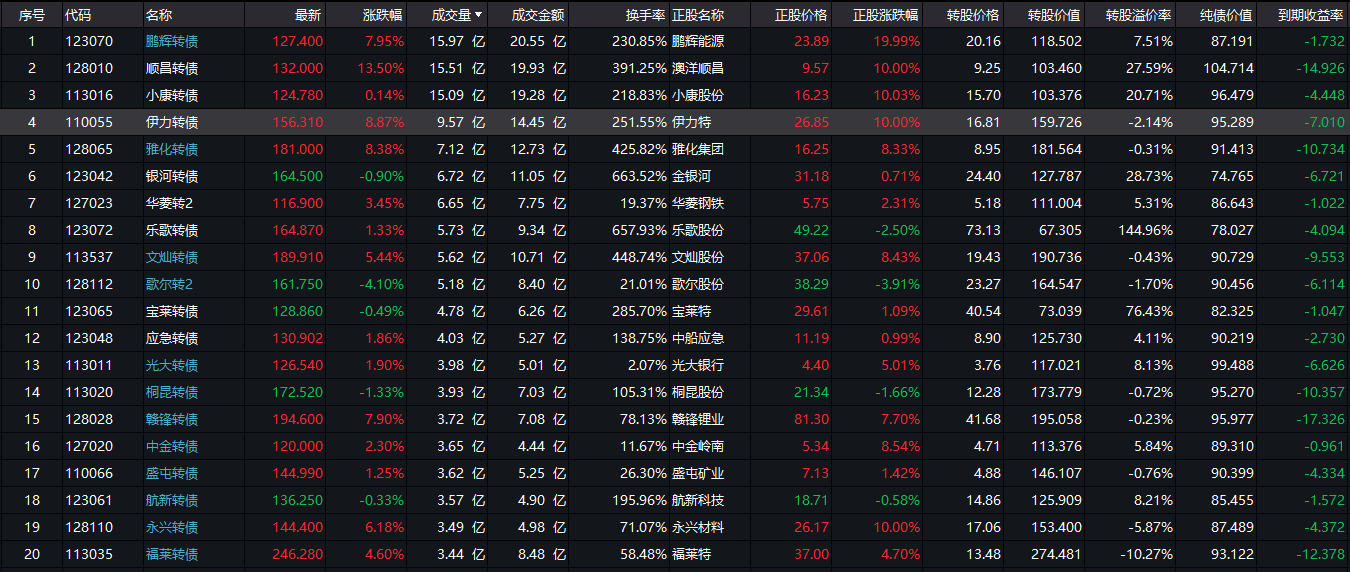 序号 代码 名称 最新 涨跌幅 成交量 成交金额 换手率 正股名称 正股价格 正股涨跌幅 转股价格 转股价值 转股溢价率 纯债价值 到期收益率
1 123070 鹏辉转债 127.400 7.95% 15.97 亿 20.55 亿 230.85% 鹏辉能源 23.89 19.99% 20.16 118.502 7.51% 87.191 -1.732
2 128010 顺昌转债 132.000 13.50% 15.51 亿 19.93 亿 391.25% 澳洋顺昌 9.57 10.00% 9.25 103.460 27.59% 104.714 -14.926
3 113016 小康转债 124.780 0.14% 15.09 亿 19.28 亿 218.83% 小康股份 16.23 10.03% 15.70 103.376 20.71% 96.479 -4.448
4 110055 伊力转债 156.310 8.87% 9.57 亿 14.45 亿 251.55% 伊力特 26.85 10.00% 16.81 159.726 -2.14% 95.289 -7.010
5 128065 雅化转债 181.000 8.38% 7.12 亿 12.73 亿 425.82% 雅化集团 16.25 8.33% 8.95 181.564 -0.31% 91.413 -10.734
6 123042 银河转债 164.500 -0.90% 6.72 亿 11.05 亿 663.52% 金银河 31.18 0.71% 24.40 127.787 28.73% 74.765 -6.721
7 127023 华菱转2 116.900 3.45% 6.65 亿 7.75 亿 19.37% 华菱钢铁 5.75 2.31% 5.18 111.004 5.31% 86.643 -1.022
8 123072 乐歌转债 164.870 1.33% 5.73 亿 9.34 亿 657.93% 乐歌股份 49.22 -2.50% 73.13 67.305 144.96% 78.027 -4.094
9 113537 文灿转债 189.910 5.44% 5.62 亿 10.71 亿 448.74% 文灿股份 37.06 8.43% 19.43 190.736 -0.43% 90.729 -9.553
10 128112 歌尔转2 161.750 -4.10% 5.18 亿 8.40 亿 21.01% 歌尔股份 38.29 -3.91% 23.27 164.547 -1.70% 90.456 -6.114
11 123065 宝莱转债 128.860 -0.49% 4.78 亿 6.26 亿 285.70% 宝莱特 29.61 1.09% 40.54 73.039 76.43% 82.325 -1.047
12 123048 应急转债 130.902 1.86% 4.03 亿 5.27 亿 138.75% 中船应急 11.19 0.99% 8.90 125.730 4.11% 90.219 -2.730
13 113011 光大转债 126.540 1.90% 3.98 亿 5.01 亿 2.07% 光大银行 4.40 5.01% 3.76 117.021 8.13% 99.488 -6.626
14 113020 桐昆转债 172.520 -1.33% 3.93 亿 7.03 亿 105.31% 桐昆股份 21.34 -1.66% 12.28 173.779 -0.72% 95.270 -10.357
15 128028 赣锋转债 194.600 7.90% 3.72 亿 7.08 亿 78.13% 赣锋锂业 81.30 7.70% 41.68 195.058 -0.23% 95.977 -17.326
16 127020 中金转债 120.000 2.30% 3.65 亿 4.44 亿 11.67% 中金岭南 5.34 8.54% 4.71 113.376 5.84% 89.310 -0.961
17 110066 盛屯转债 144.990 1.25% 3.62 亿 5.25 亿 26.30% 盛屯矿业 7.13 1.42% 4.88 146.107 -0.76% 90.399 -4.334
18 123061 航新转债 136.250 -0.33% 3.57 亿 4.90 亿 195.96% 航新科技 18.71 -0.58% 14.86 125.909 8.21% 85.455 -1.572
19 128110 永兴转债 144.400 6.18% 3.49 亿 4.98 亿 71.07% 永兴材料 26.17 10.00% 17.06 153.400 -5.87% 87.489 -4.372
20 113035 福莱转债 246.280 4.60% 3.44 亿 8.48 亿 58.48% 福莱特 37.00 4.70% 13.48 274.481 -10.27% 93.122 -12.378